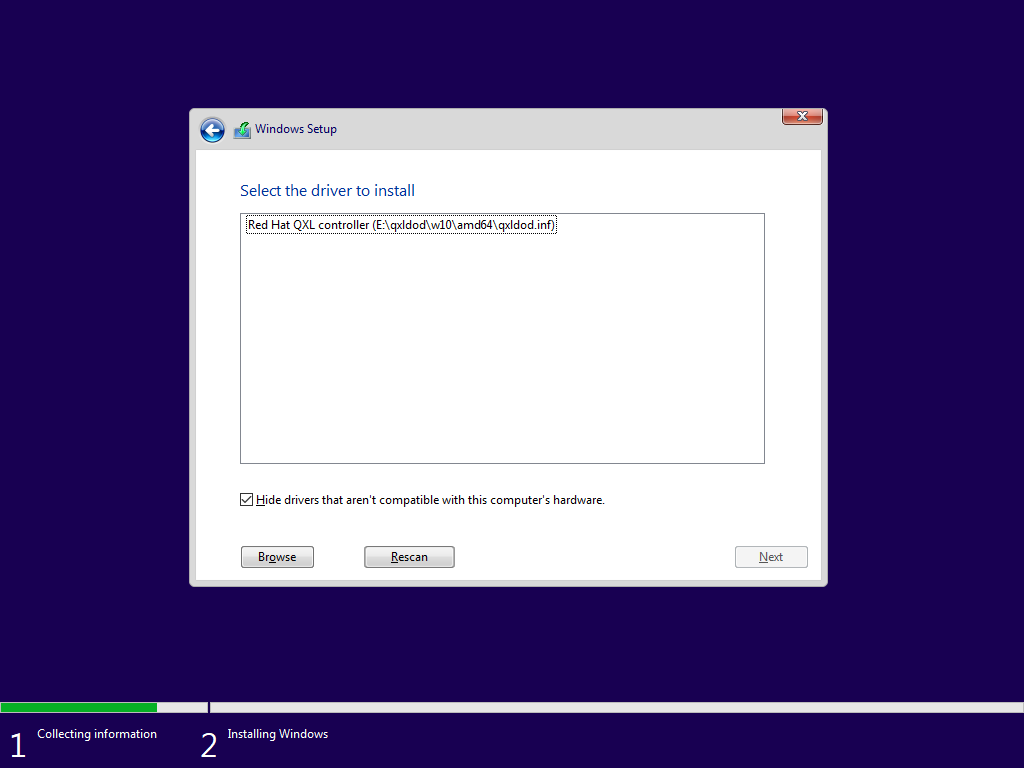 Windows Setup
Select the driver to install
Red Hat QXL controller (E:\qxldod\w10\amd64\qxldod.inf)
Hide drivers that aren't compatible with this computer's hardware.
Browse
Rescan
Next
1 Collecting information
2 Installing Windows